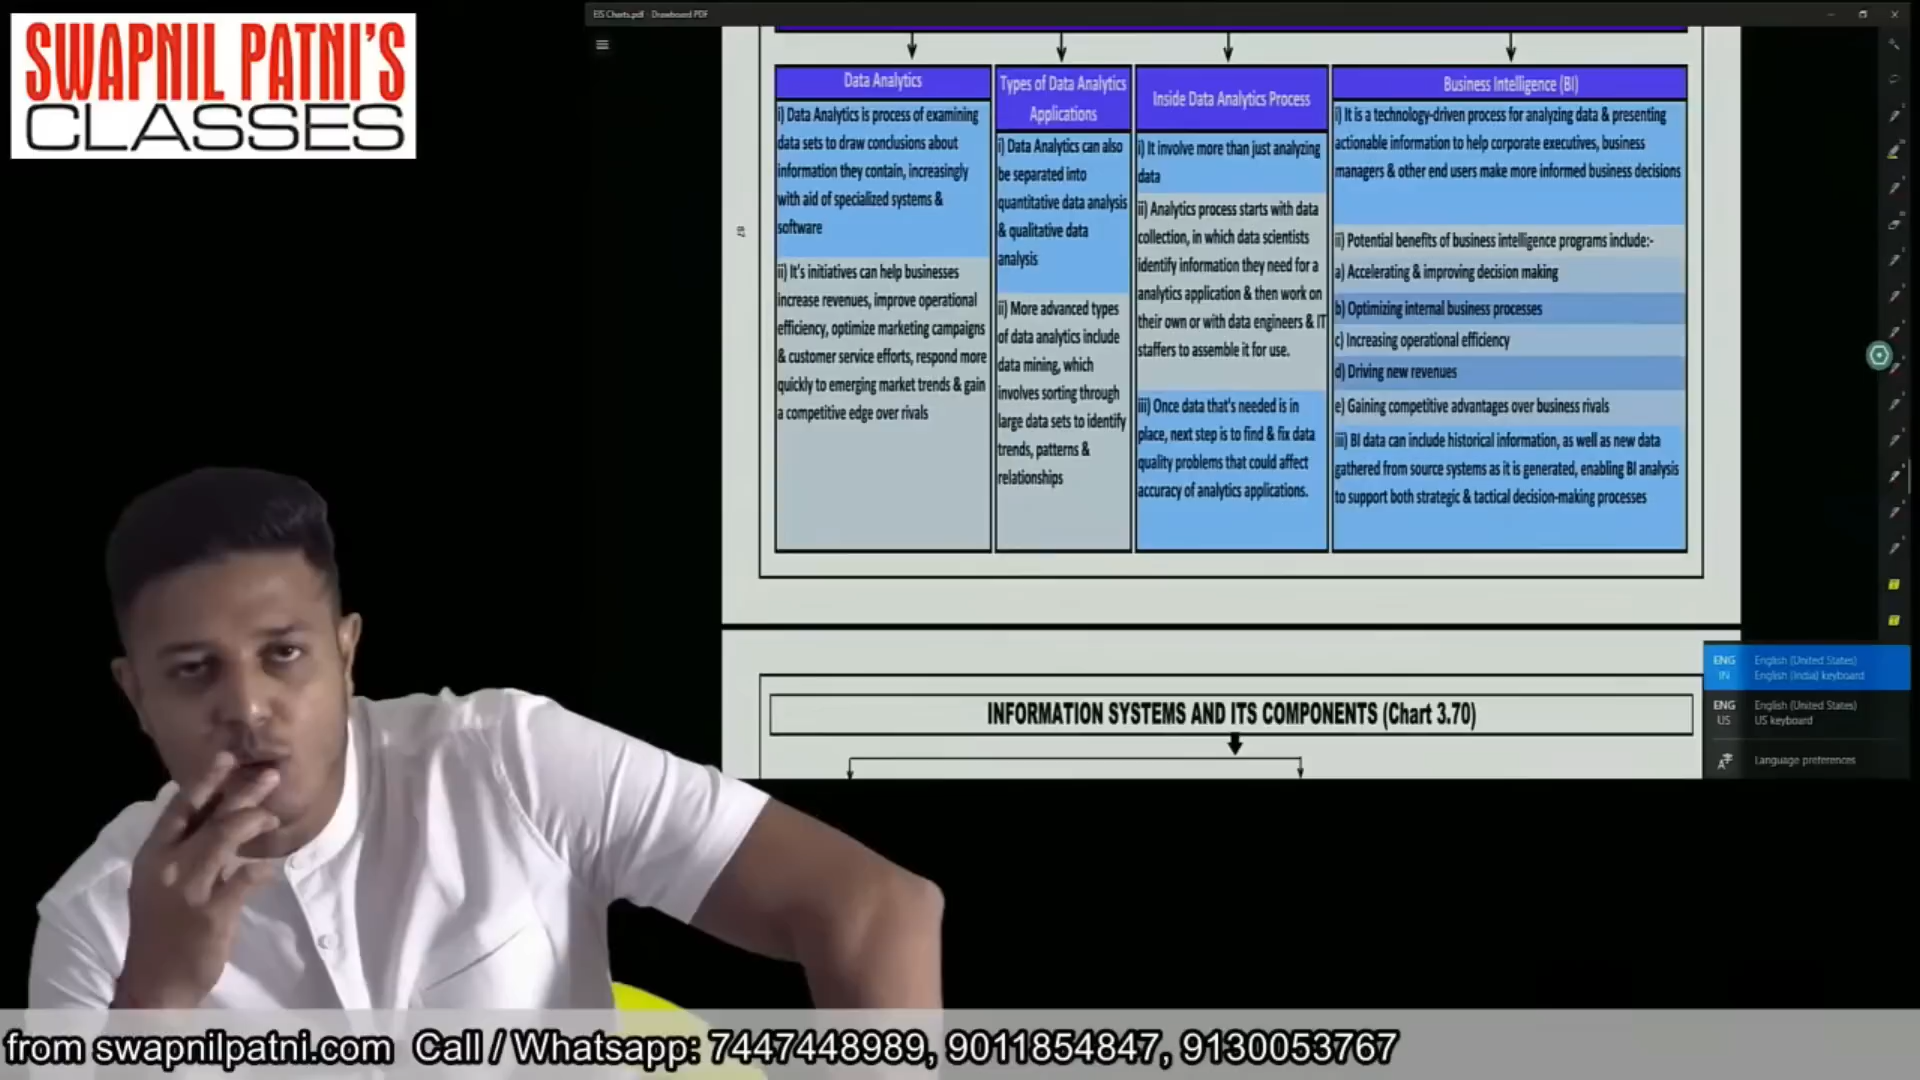 SWAPNIL PATNI'S
CLASSES
EIS Charts.pdf - Drawboard PDF
Data Analytics
i) Data Analytics is process of examining
data sets to draw conclusions about
information they contain, increasingly
with aid of specialized systems &
software
ii) It's initiatives can help businesses
increase revenues, improve operational
efficiency, optimize marketing campaigns
& customer service efforts, respond more
quickly to emerging market trends & gain
a competitive edge over rivals
Types of Data Analytics
Applications
i) Data Analytics can also
be separated into
quantitative data analysis
& qualitative data
analysis
ii) More advanced types
of data analytics include
data mining, which
involves sorting through
large data sets to identify
trends, patterns &
relationships
Inside Data Analytics Process
i) It involve more than just analyzing
data
ii) Analytics process starts with data
collection, in which data scientists
identify information they need for a
analytics application & then work on
their own or with data engineers & IT
staffers to assemble it for use.
iii) Once data that's needed is in
place, next step is to find & fix data
quality problems that could affect
accuracy of analytics applications.
Business Intelligence (BI)
i) It is a technology-driven process for analyzing data & presenting
actionable information to help corporate executives, business
managers & other end users make more informed business decisions
ii) Potential benefits of business intelligence programs include:-
a) Accelerating & improving decision making
b) Optimizing internal business processes
c) Increasing operational efficiency
d) Driving new revenues
e) Gaining competitive advantages over business rivals
iii) BI data can include historical information, as well as new data
gathered from source systems as it is generated, enabling BI analysis
to support both strategic & tactical decision-making processes
87
INFORMATION SYSTEMS AND ITS COMPONENTS (Chart 3.70)
ENG English (United States)
IN English (India) keyboard
ENG English (United States)
US US keyboard
Language preferences
from swapnilpatni.com Call / Whatsapp: 7447448989, 9011854847, 9130053767